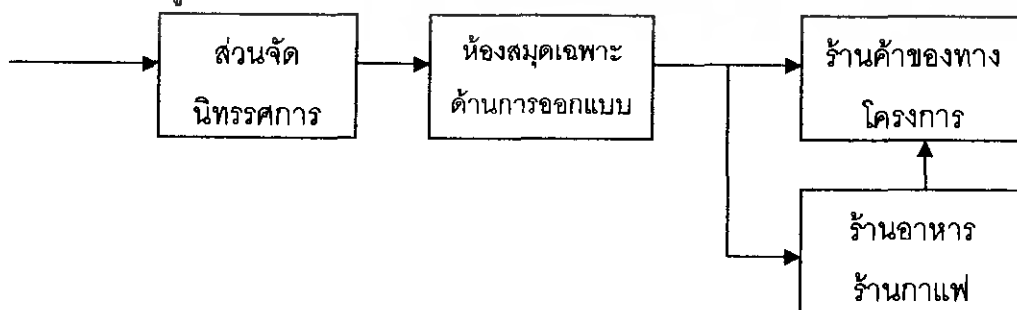 ส่วนจัด
นิทรรศการ
ห้องสมุดเฉพาะ
ด้านการออกแบบ
ร้านค้าของทาง
โครงการ
ร้านอาหาร
ร้านกาแฟ